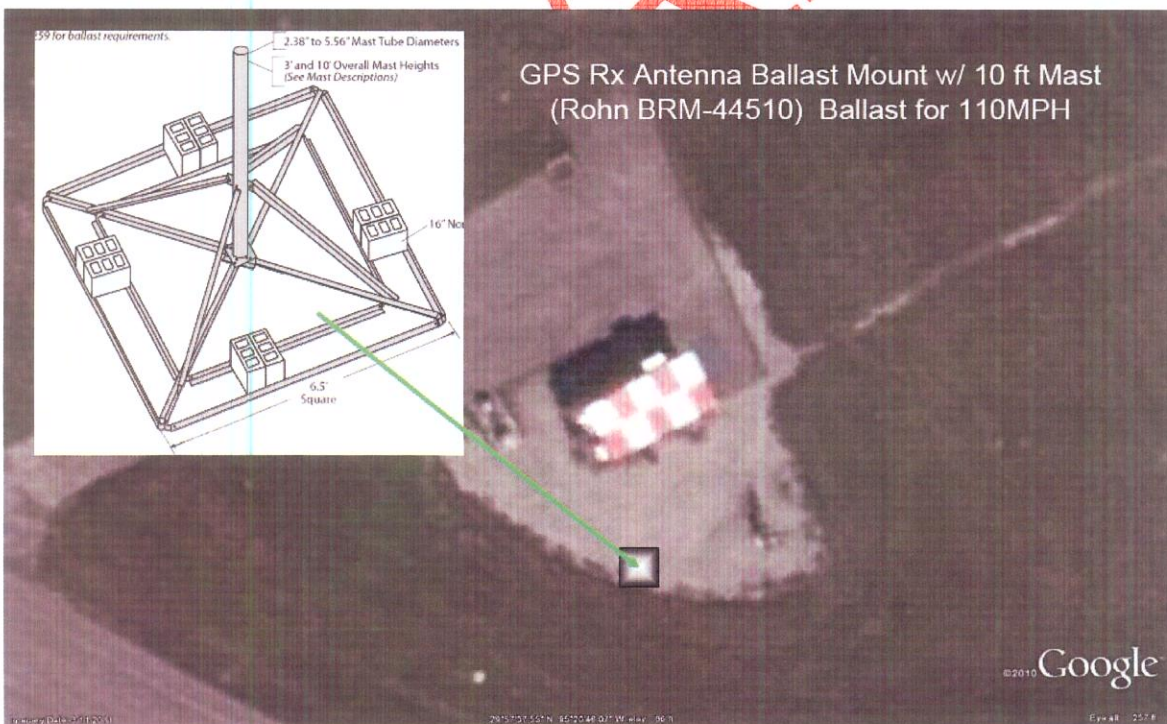 59 for ballast requirements.
2.38" to 5.56" Mast Tube Diameters
3' and 10' Overall Mast Heights
(See Mast Descriptions)
GPS Rx Antenna Ballast Mount w/ 10 ft Mast
(Rohn BRM-44510) Ballast for 110MPH
16"
6.5'
Square
©2010 Google